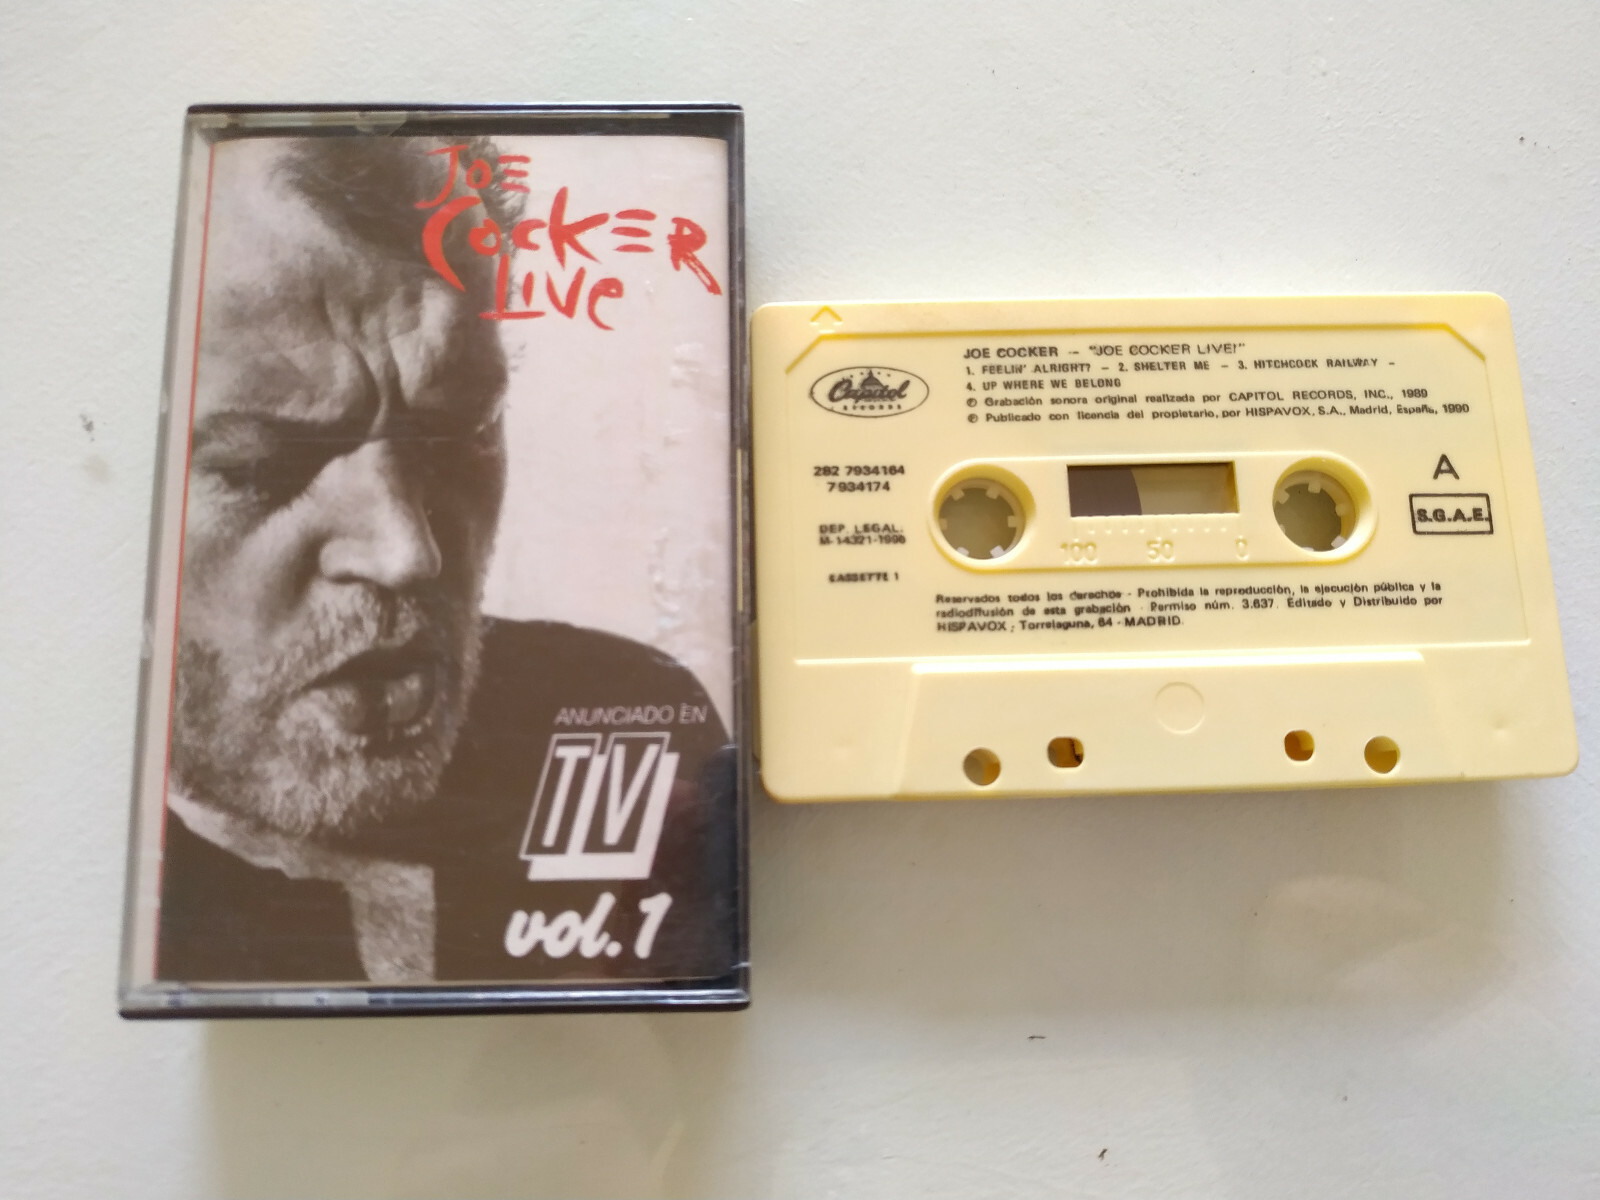 JOE
COCKER
LIVE
ANUNCIADO EN
TV
vol.1
JOE COCKER -- "JOE COCKER LIVE!"
1. FEELIN' ALRIGHT? – 2. SHELTER ME – 3. HITCHCOCK RAILWAY –
4. UP WHERE WE BELONG
Ⓟ Grabación sonora original realizada por CAPITOL RECORDS, INC., 1989
Ⓟ Publicado con licencia del propietario, por HISPAVOX, S.A., Madrid, España, 1990
Capitol
RECORDS
282 7934164
7934174
DEP. LEGAL:
M-14321-1990
CASSETTE 1
A
S.G.A.E.
100 50 0
Reservados todos los derechos - Prohibida la reproducción, la ejecución pública y la
radiodifusión de esta grabación - Permiso núm. 3.637. Editado y Distribuido por
HISPAVOX ; Torrelaguna, 64 - MADRID.